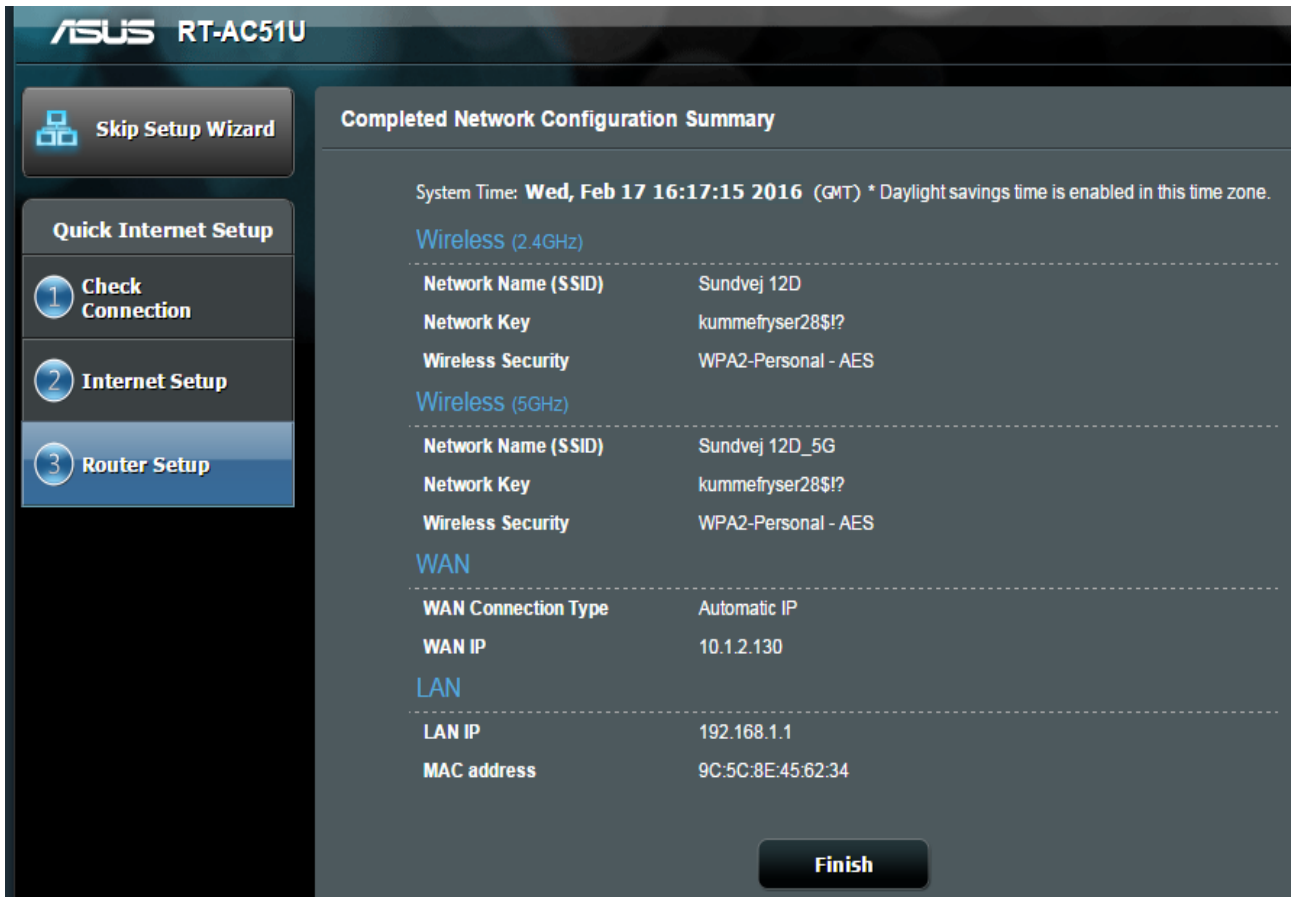 ASUS RT-AC51U
Skip Setup Wizard
Quick Internet Setup
1 Check
Connection
2 Internet Setup
3 Router Setup
Completed Network Configuration Summary
System Time: Wed, Feb 17 16:17:15 2016 (GMT) * Daylight savings time is enabled in this time zone.
Wireless (2.4GHz)
Network Name (SSID) Sundvej 12D
Network Key kummefryser28$!?
Wireless Security WPA2-Personal - AES
Wireless (5GHz)
Network Name (SSID) Sundvej 12D_5G
Network Key kummefryser28$!?
Wireless Security WPA2-Personal - AES
WAN
WAN Connection Type Automatic IP
WAN IP 10.1.2.130
LAN
LAN IP 192.168.1.1
MAC address 9C:5C:8E:45:62:34
Finish